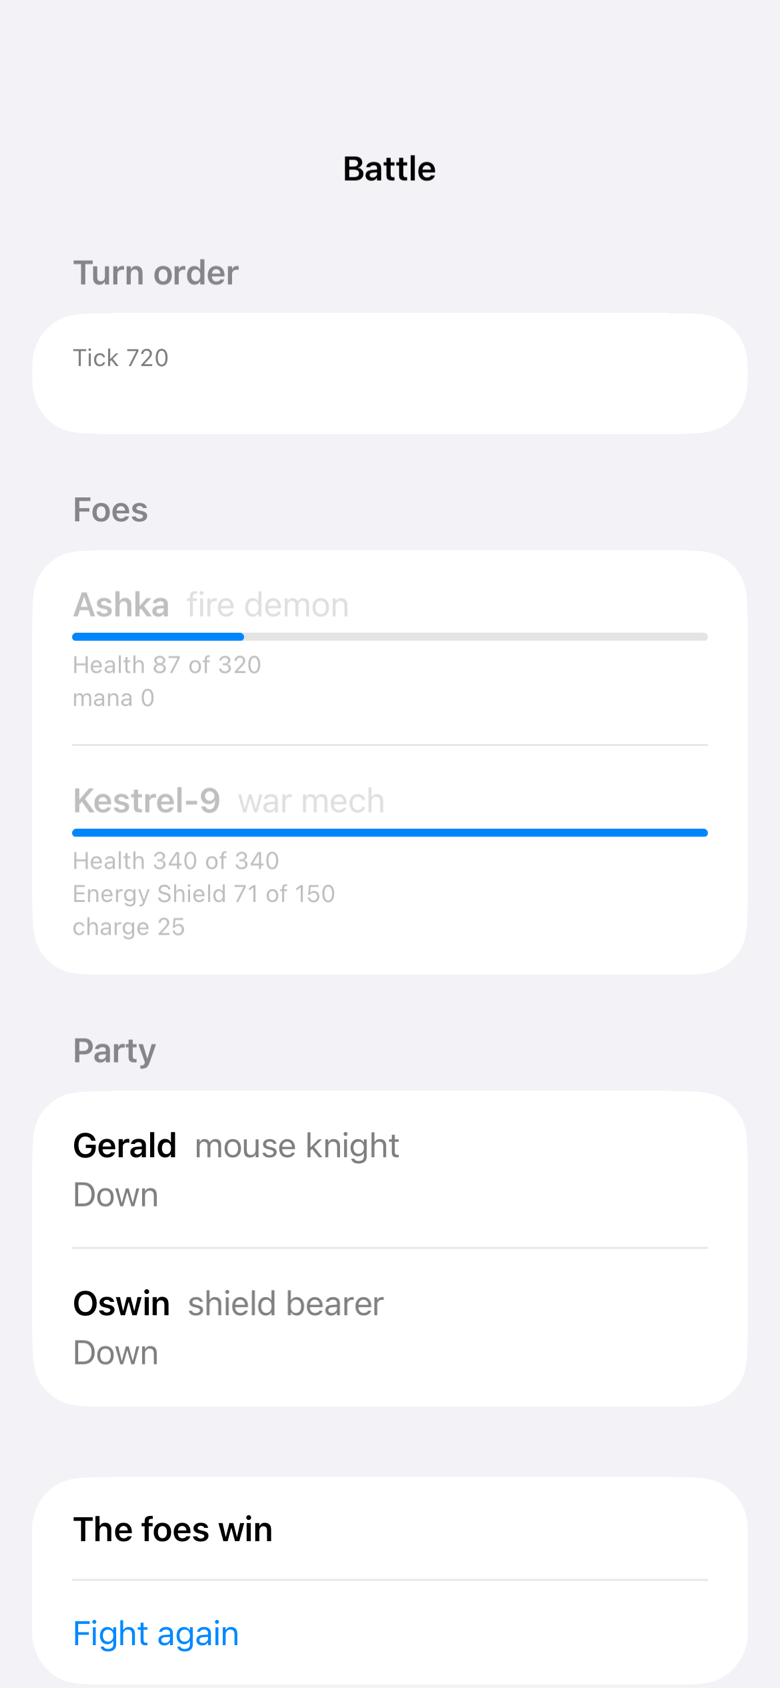 Battle
Turn order
Tick 720
Foes
Ashka fire demon
Health 87 of 320
mana 0
Kestrel-9 war mech
Health 340 of 340
Energy Shield 71 of 150
charge 25
Party
Gerald mouse knight
Down
Oswin shield bearer
Down
The foes win
Fight again